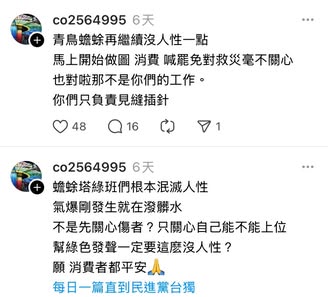 co2564995 6天
青鳥蟾蜍再繼續沒人性一點
馬上開始做圖 消費 喊罷免對救災毫不關心
也對啦那不是你們的工作。
你們只負責見縫插針
48 16 1
co2564995 6天
蟾蜍塔綠班們根本泯滅人性
氣爆剛發生就在潑髒水
不是先關心傷者？只關心自己能不能上位
幫綠色發聲一定要這麼沒人性？
願 消費者都平安🙏
每日一篇直到民進黨台獨